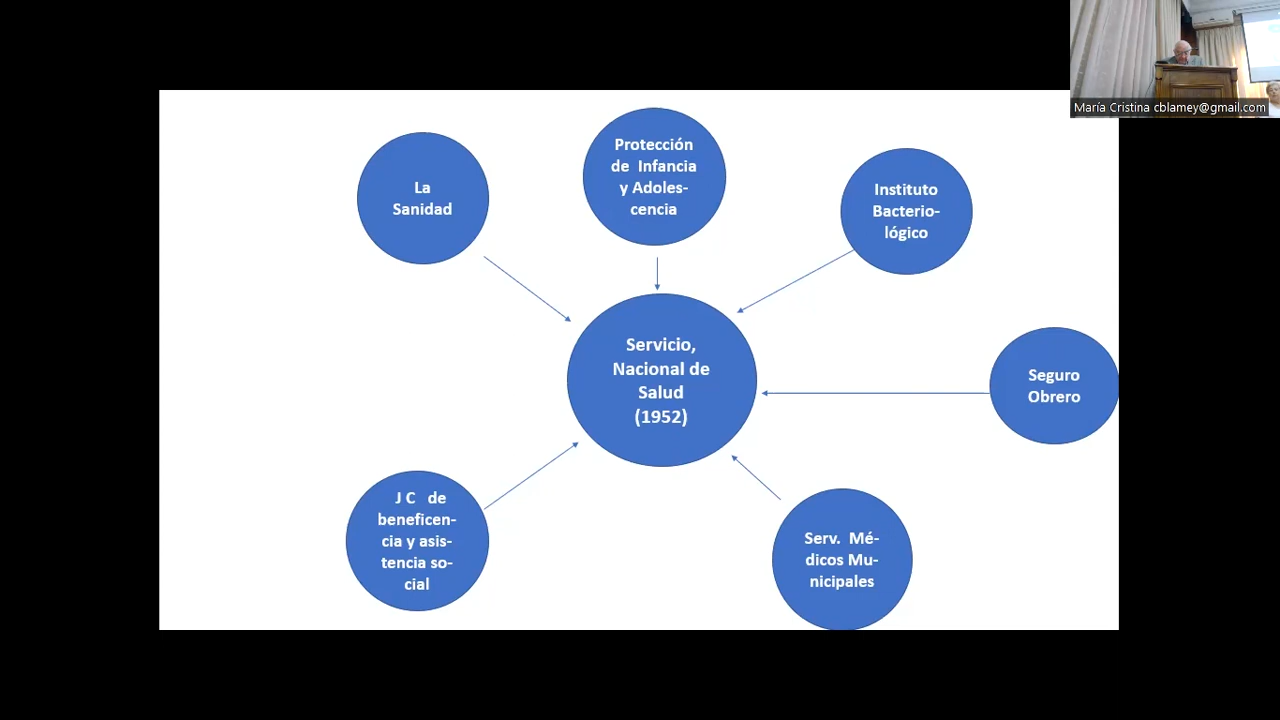 María Cristina cblamey@gmail.com
La
Sanidad
Protección
de Infancia
y Adoles-
cencia
Instituto
Bacterio-
lógico
Servicio,
Nacional de
Salud
(1952)
Seguro
Obrero
J C de
beneficen-
cia y asis-
tencia so-
cial
Serv. Mé-
dicos Mu-
nicipales